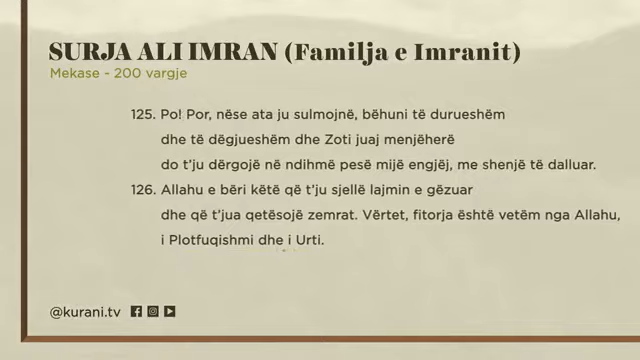 SURJA ALI IMRAN (Familja e Imranit)
Mekase - 200 vargje
125. Po! Por, nëse ata ju sulmojnë, bëhuni të durueshëm
dhe të dëgjueshëm dhe Zoti juaj menjëherë
do t'ju dërgojë në ndihmë pesë mijë engjëj, me shenjë të dalluar.
126. Allahu e bëri këtë që t'ju sjellë lajmin e gëzuar
dhe që t'jua qetësojë zemrat. Vërtet, fitorja është vetëm nga Allahu,
i Plotfuqishmi dhe i Urti.
@kurani.tv